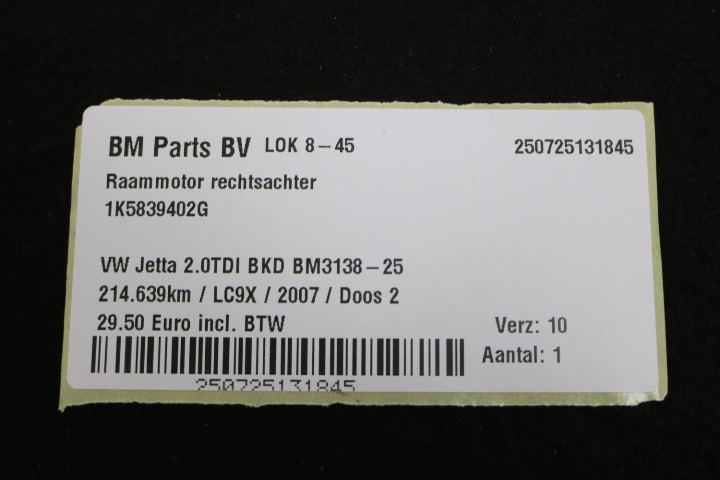 BM Parts BV LOK 8-45 250725131845
Raammotor rechtsachter
1K5839402G
VW Jetta 2.0TDI BKD BM3138-25
214.639km / LC9X / 2007 / Doos 2
29.50 Euro incl. BTW Verz: 10
Aantal: 1
250725131845